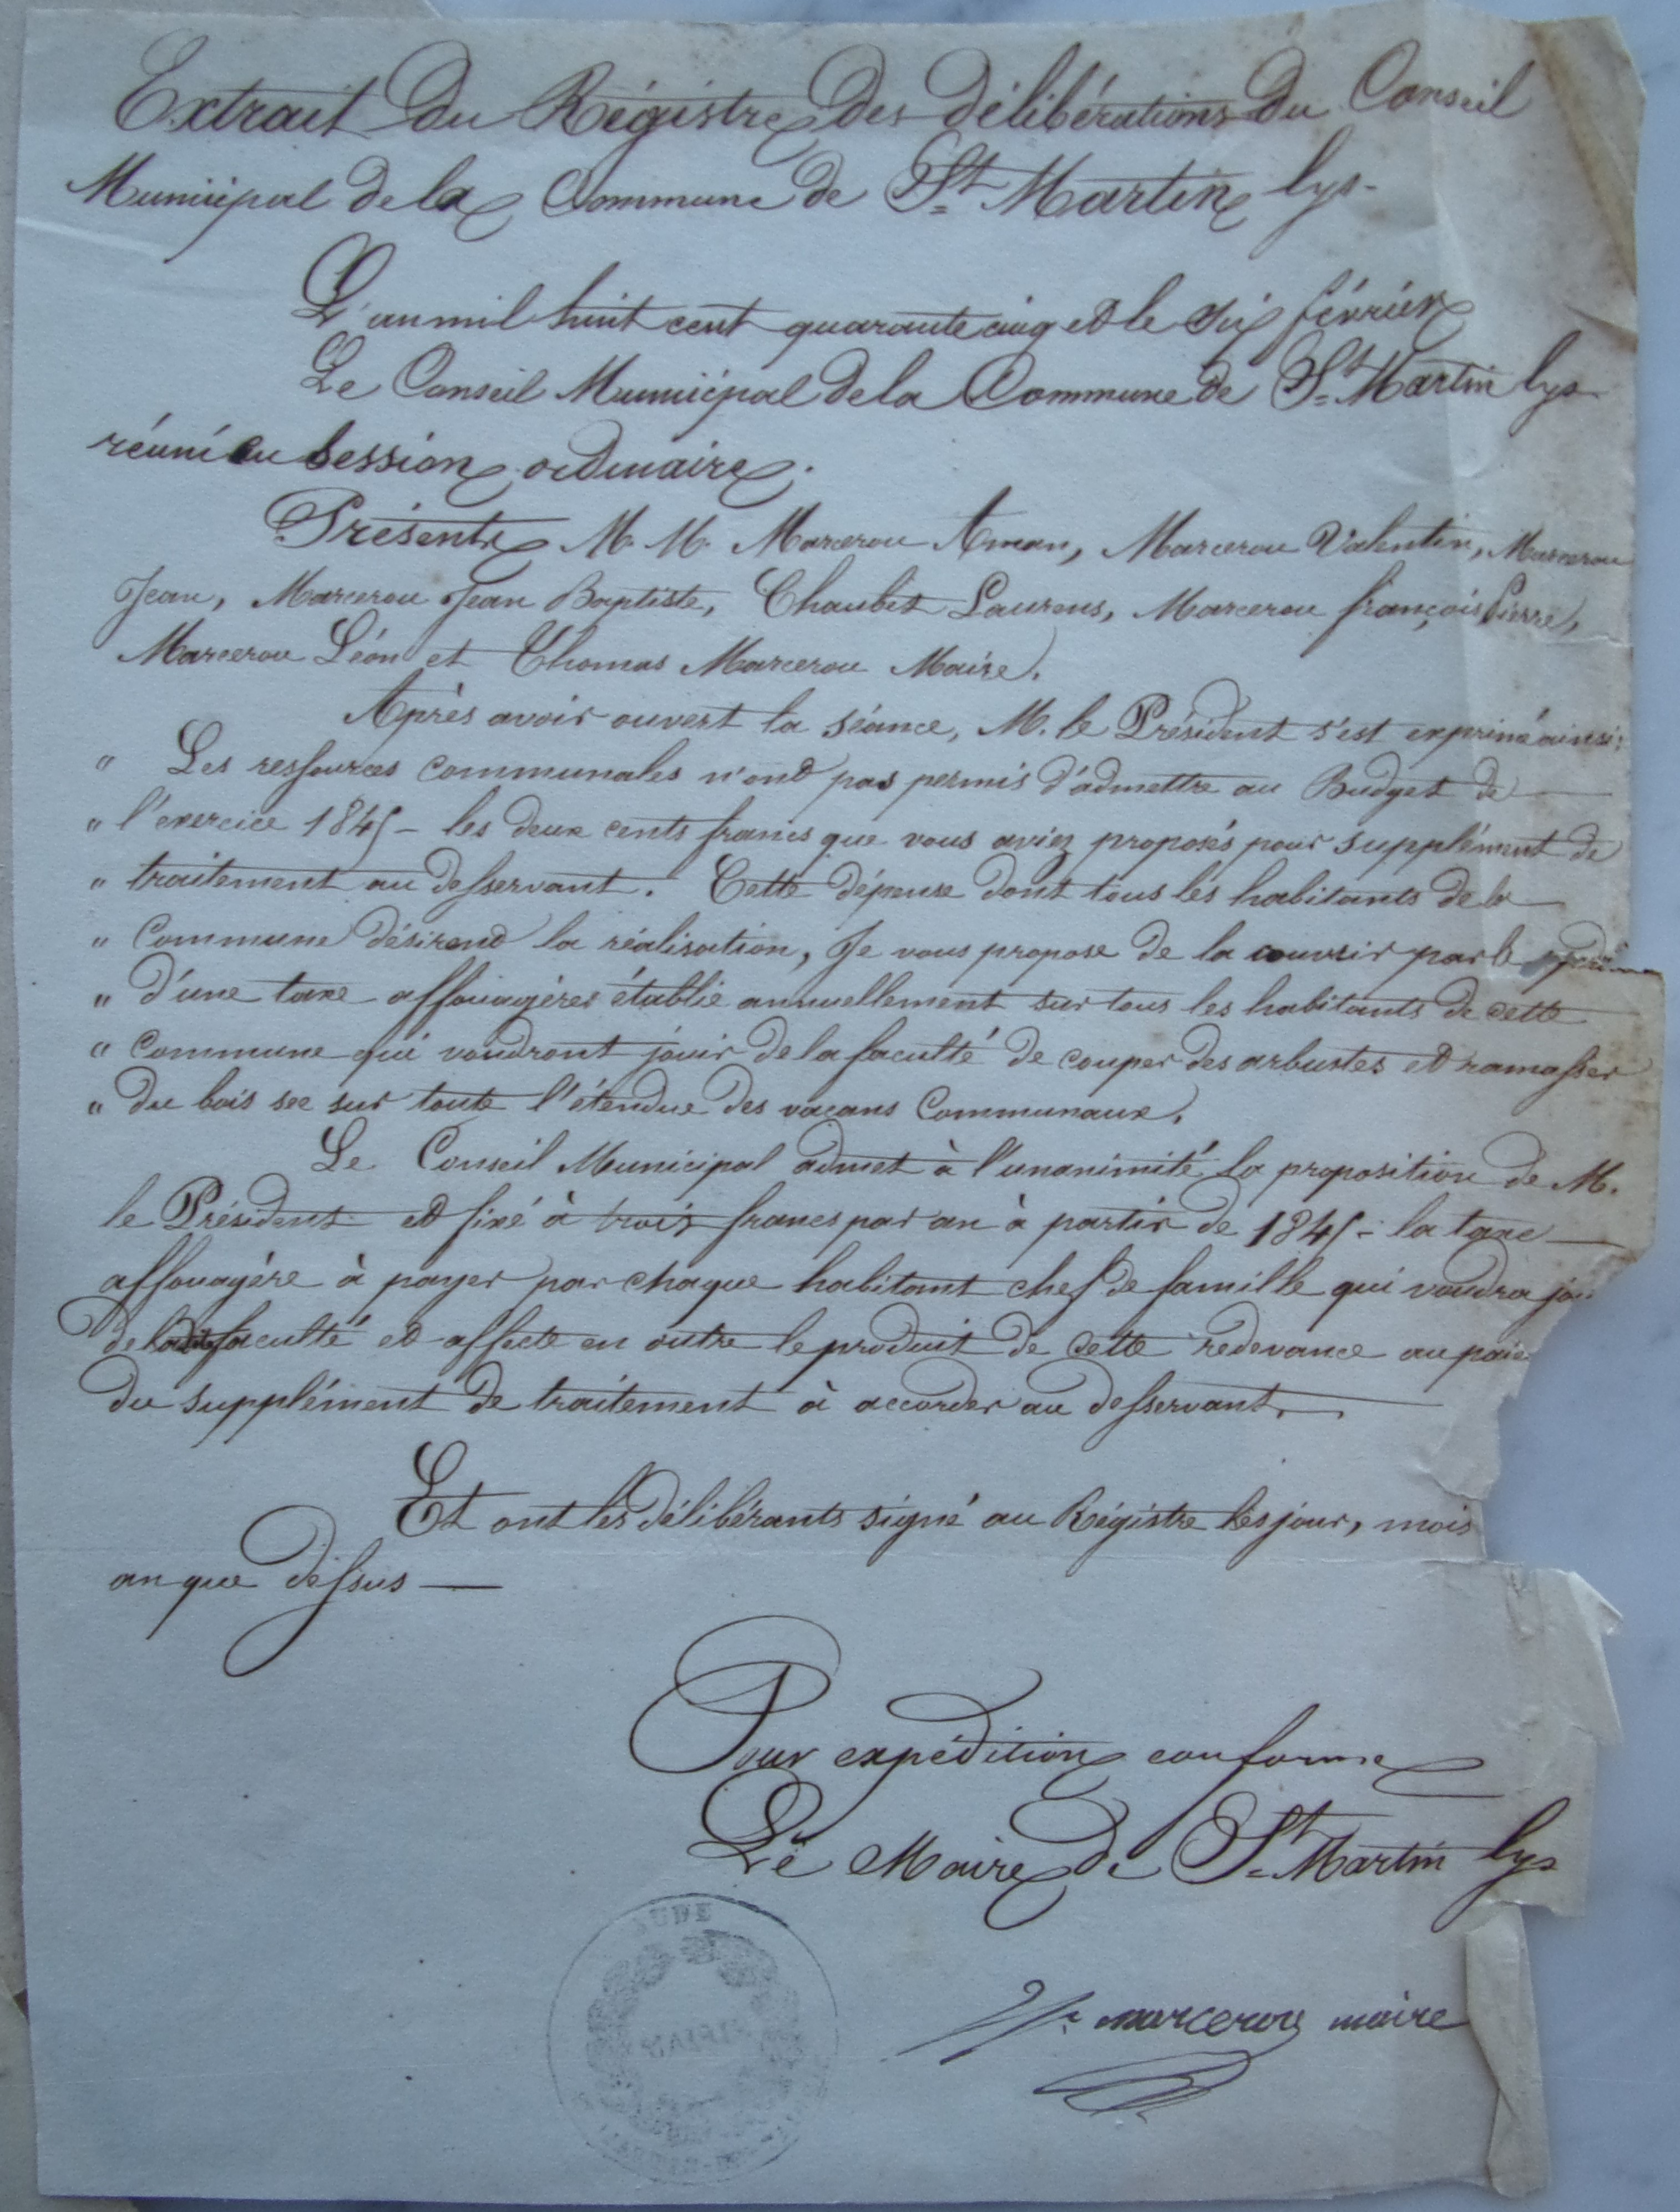 Extrait du Régistre des délibérations du Conseil
Municipal de la Commune de St Martin lys.
L'an mil huit cent quarante cinq et le six février
Le Conseil Municipal de la Commune de St Martin lys
réuni en session ordinaire.
Présents M. M. Marcerou Aman, Marcerou Valentin, Marcerou
Jean, Marcerou Jean Baptiste, Chaubet Laurens, Marcerou françois Pierre,
Marcerou Léon et Thomas Marcerou Maire.
Après avoir ouvert la séance, M. le Président s'est exprimé ainsi:
" Les ressources communales n'ont pas permis d'admettre au Budget de
" l'exercice 1845 - les deux cents francs que vous aviez proposés pour supplément de
" traitement au desservant. Cette dépense dont tous les habitants de la
" Commune désirent la réalisation, Je vous propose de la couvrir par le
" d'une taxe affouagères établie annuellement sur tous les habitants de cette
" commune qui voudront jouir de la faculté de couper des arbustes et ramasser
" du bois sec sur toute l'étendue des vacans Communaux.
Le Conseil Municipal admet à l'unanimité la proposition de M.
le Président et fixé à trois francs par an à partir de 1845 - la taxe
affouagère à payer par chaque habitant chef de famille qui voudra jou
de ladite faculté et affecte en outre le produit de cette redevance au paie
du supplément de traitement à accorder au desservant.
Et ont les délibérants signé au Régistre les jour, mois
an que dessus
Pour expédition conforme
Le Maire de St Martin lys
marcerou maire
AUDE
MAIRIE